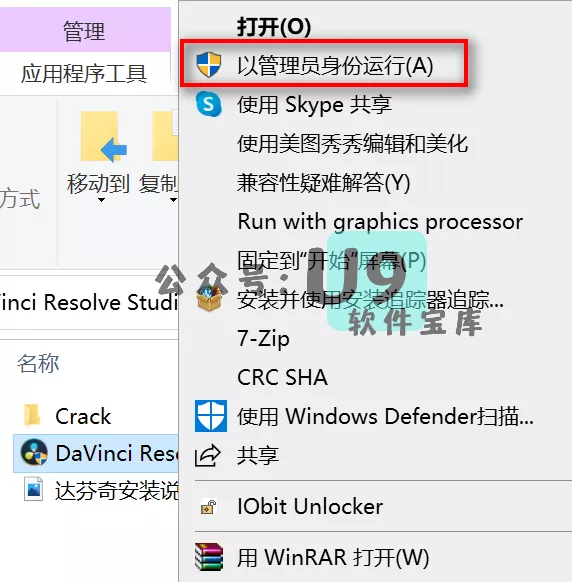 管理
应用程序工具
移动到
复制
方式
inci Resolve Studi
名称
Crack
DaVinci Res
达芬奇安装说
打开(O)
以管理员身份运行(A)
使用 Skype 共享
使用美图秀秀编辑和美化
兼容性疑难解答(Y)
Run with graphics processor
固定到"开始"屏幕(P)
安装并使用安装追踪器追踪...
7-Zip
CRC SHA
使用 Windows Defender扫描...
共享
IObit Unlocker
用 WinRAR 打开(W)
公众号:U9
软件宝库